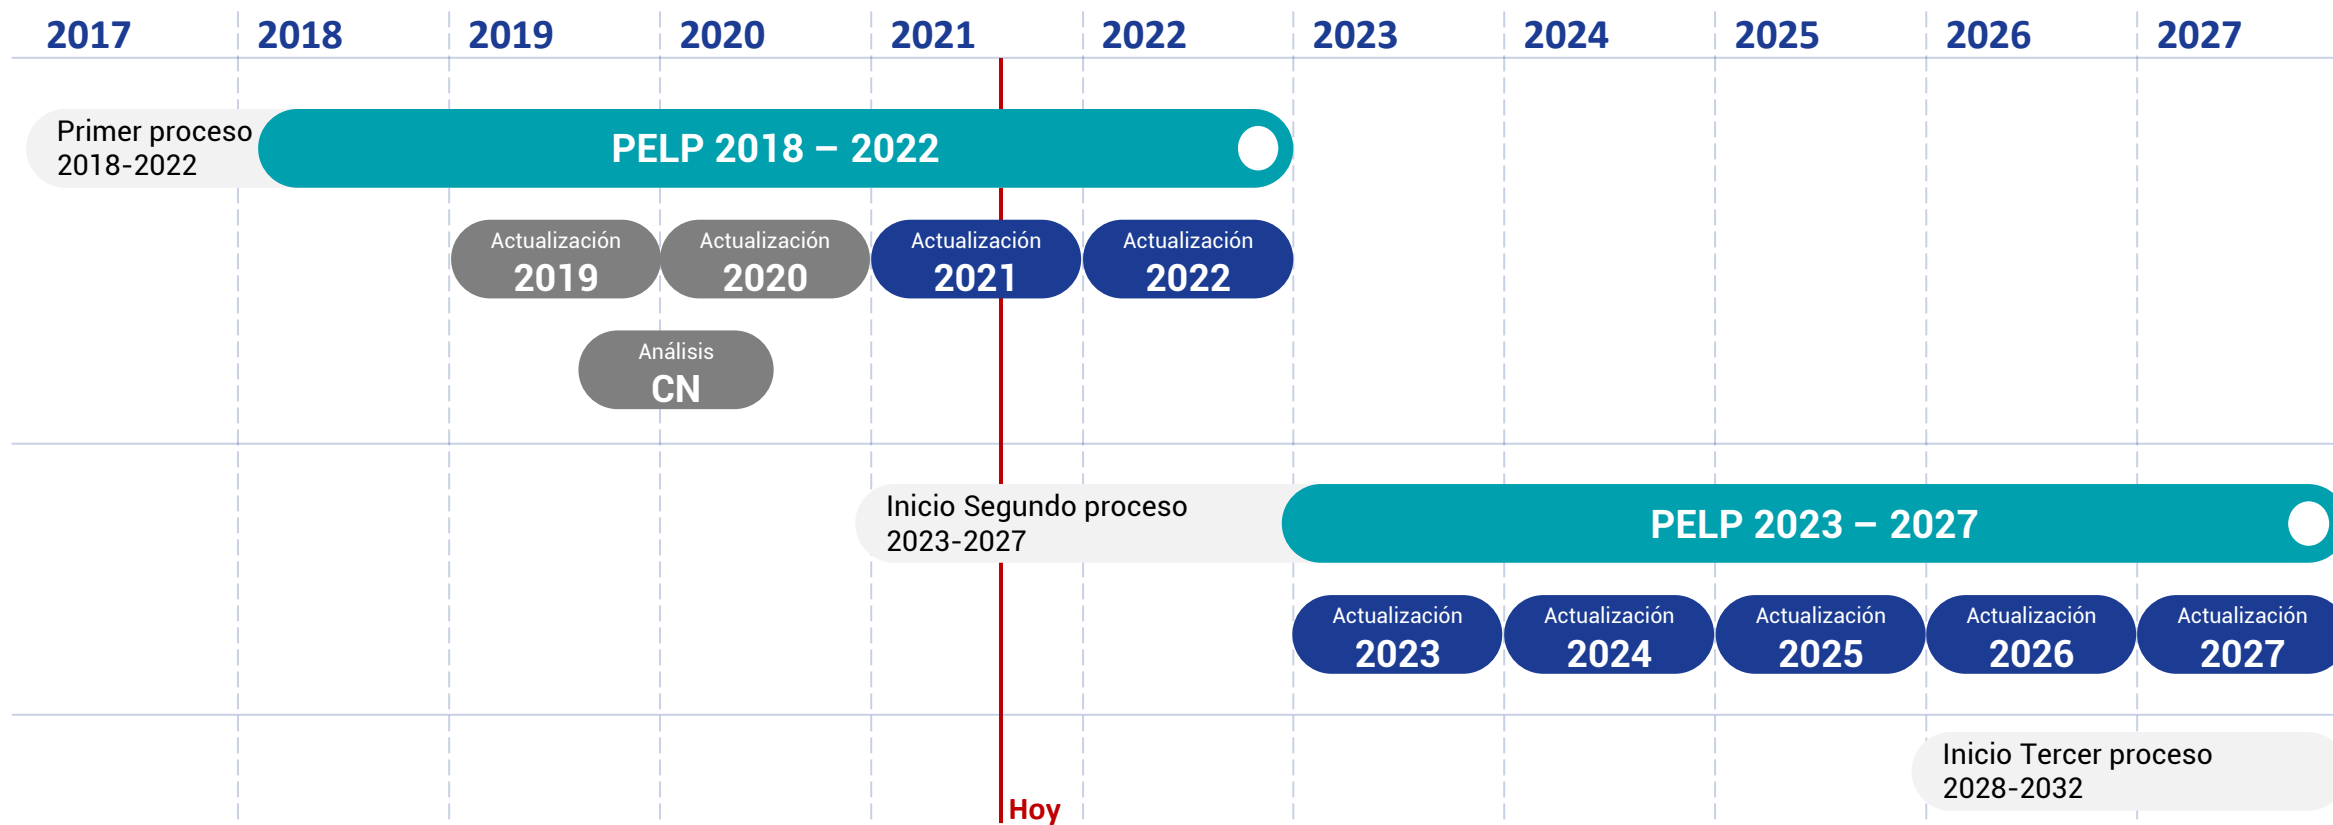 2017 2018 2019 2020 2021 2022 2023 2024 2025 2026 2027
Primer proceso
2018-2022
PELP 2018 – 2022
Actualización
2019
Actualización
2020
Actualización
2021
Actualización
2022
Análisis
CN
Inicio Segundo proceso
2023-2027
PELP 2023 – 2027
Actualización
2023
Actualización
2024
Actualización
2025
Actualización
2026
Actualización
2027
Inicio Tercer proceso
2028-2032
Hoy